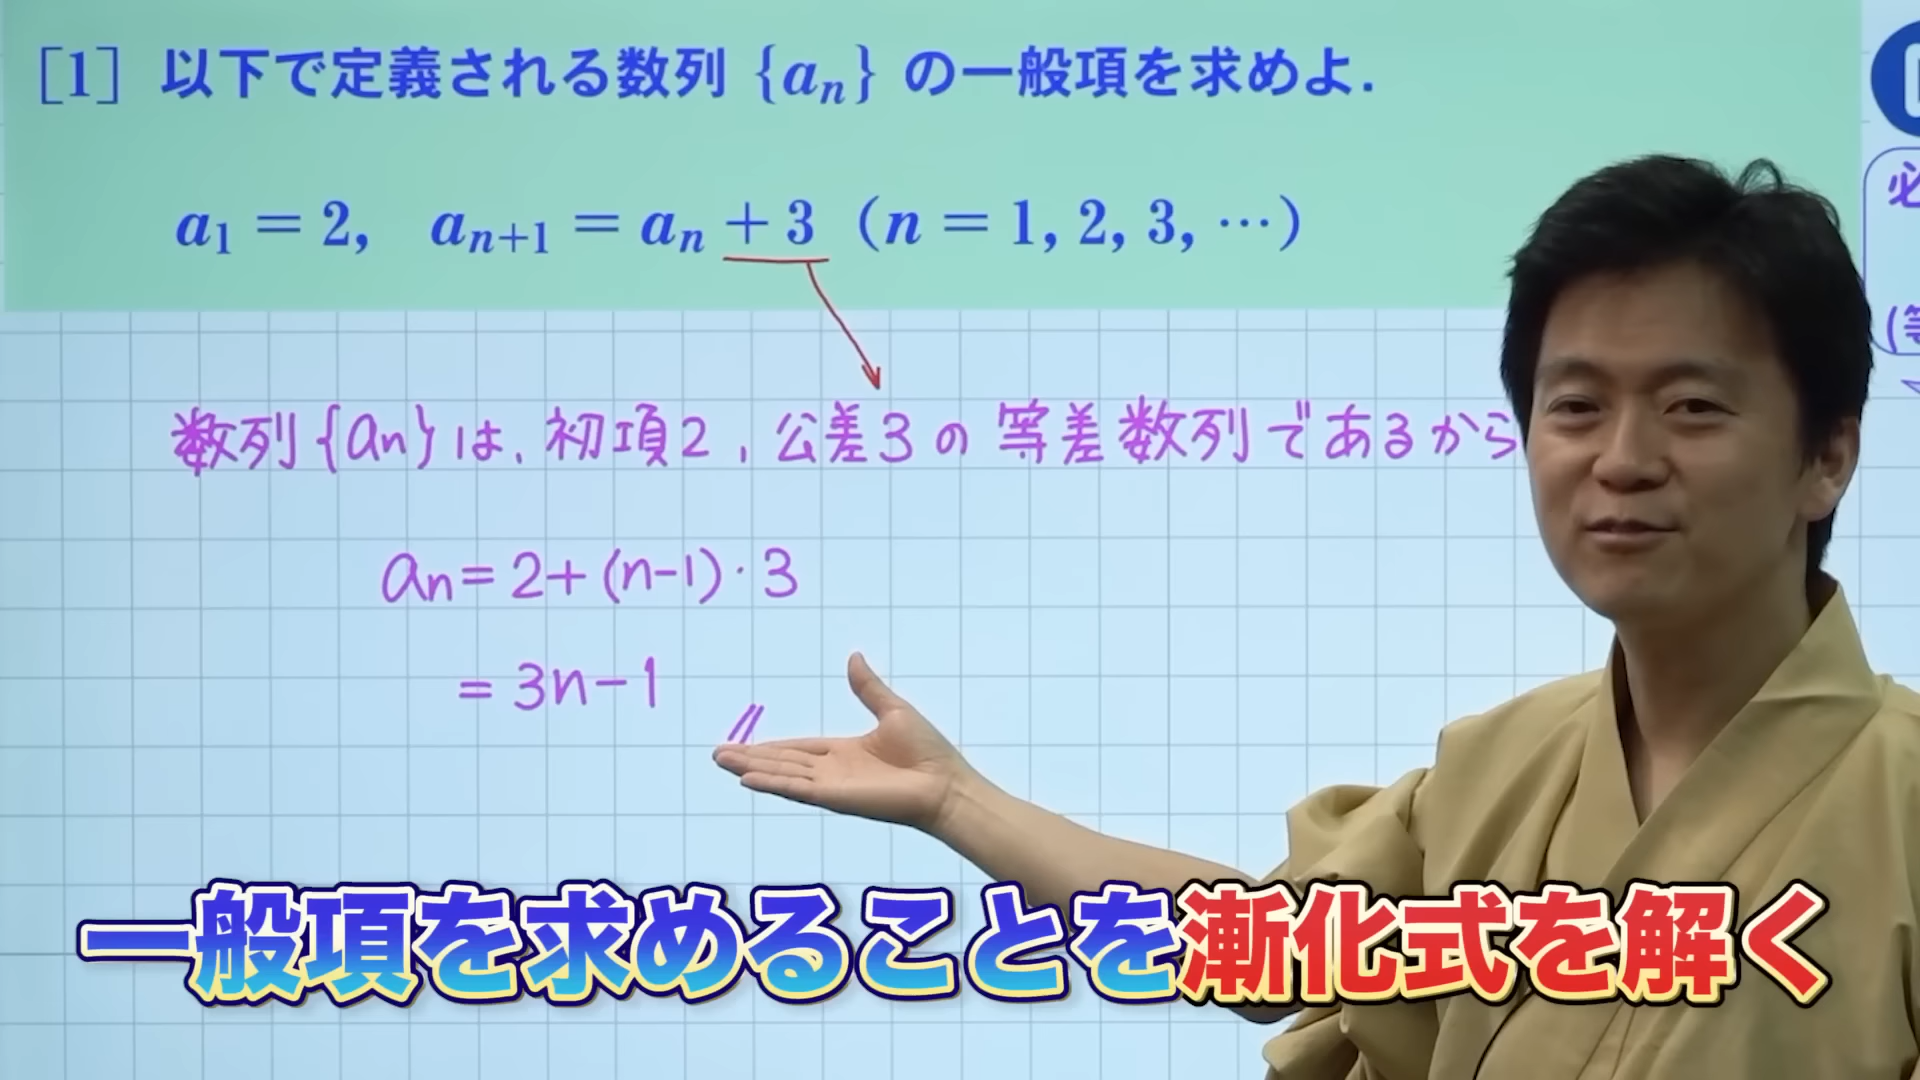 [1] 以下で定義される数列 {aₙ} の一般項を求めよ.
a₁ = 2, aₙ₊₁ = aₙ + 3 (n = 1, 2, 3, …)
数列{aₙ}は, 初項2, 公差3の等差数列であるから
aₙ = 2+(n-1)・3
= 3n-1
必
(等
一般項を求めることを漸化式を解く